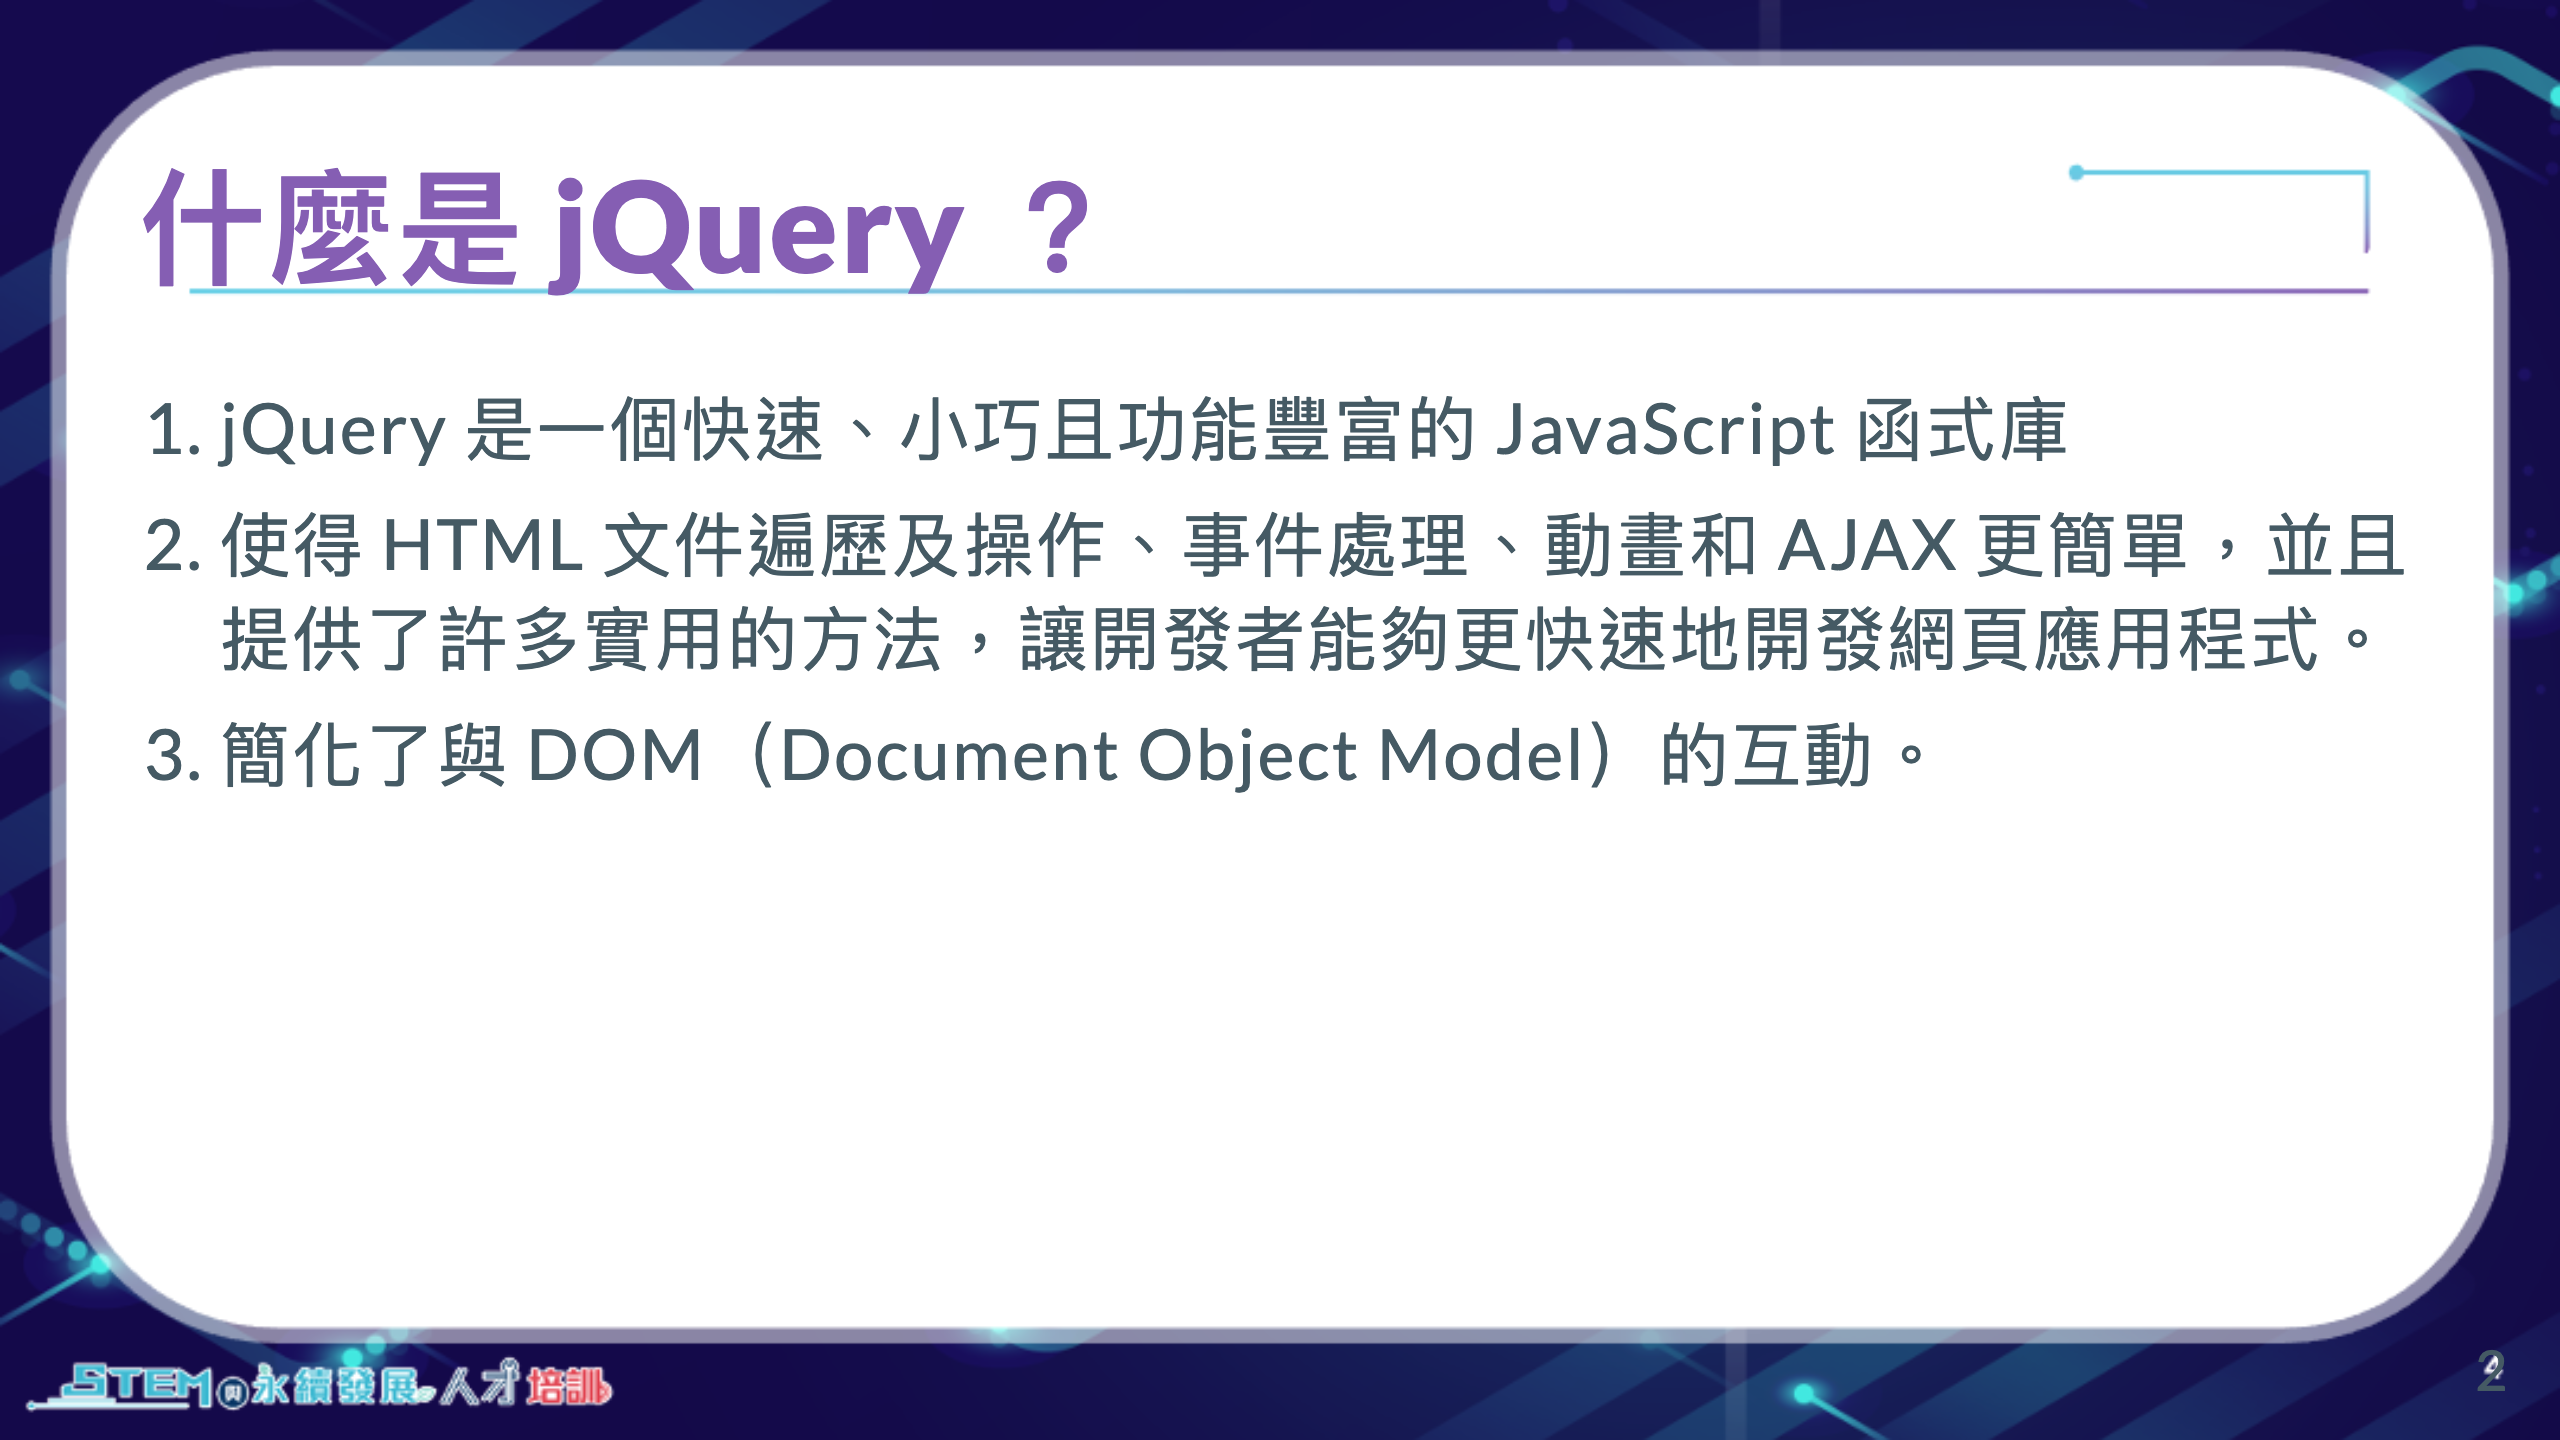 什麼是 jQuery ？
1. jQuery 是一個快速、小巧且功能豐富的 JavaScript 函式庫
2. 使得 HTML 文件遍歷及操作、事件處理、動畫和 AJAX 更簡單，並且
提供了許多實用的方法，讓開發者能夠更快速地開發網頁應用程式。
3. 簡化了與 DOM（Document Object Model）的互動。
STEM與永續發展人才培訓
2